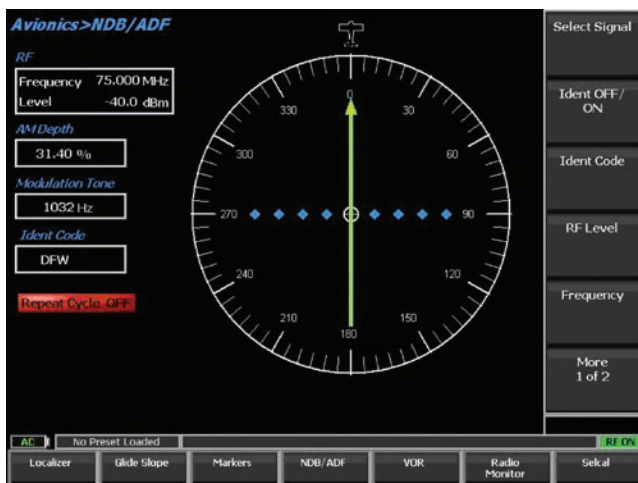 Avionics>NDB/ADF
RF
Frequency 75.000 MHz
Level -40.0 dBm
AM Depth
31.40 %
Modulation Tone
1032 Hz
Ident Code
DFW
Repeat Cycle OFF
0
30
60
90
120
150
180
210
240
270
300
330
Select Signal
Ident OFF/
ON
Ident Code
RF Level
Frequency
More
1 of 2
AC No Preset Loaded RF ON
Localizer Glide Slope Markers NDB/ADF VOR Radio Selcal
Monitor